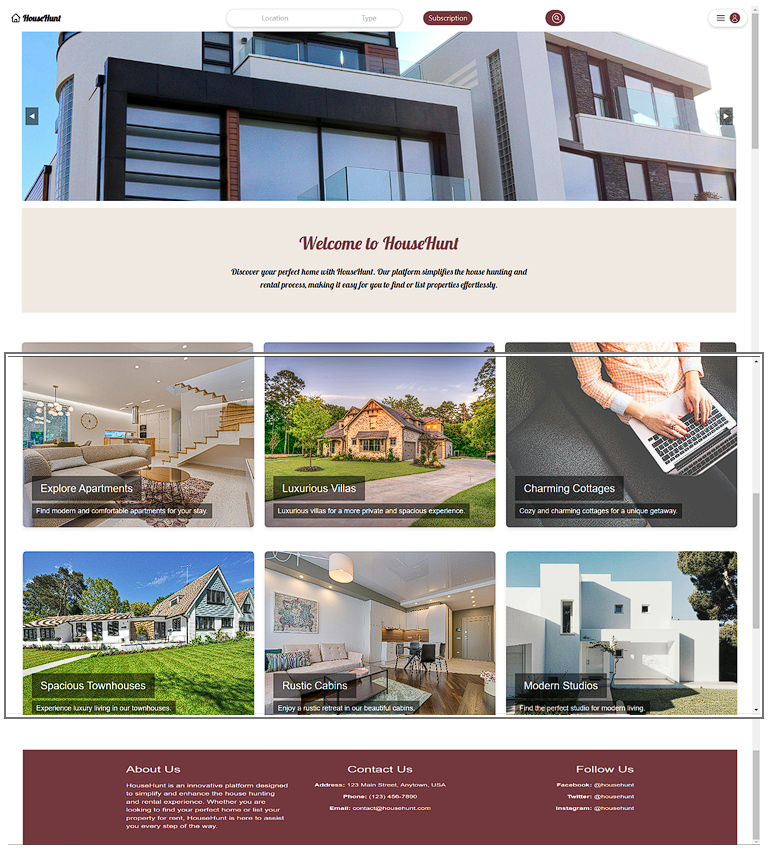 HouseHunt
Location Type Subscription
Welcome to HouseHunt
Discover your perfect home with HouseHunt. Our platform simplifies the house hunting and
rental process, making it easy for you to find or list properties effortlessly.
Explore Apartments
Find modern and comfortable apartments for your stay.
Luxurious Villas
Luxurious villas for a more private and spacious experience.
Charming Cottages
Cozy and charming cottages for a unique getaway.
Spacious Townhouses
Experience luxury living in our townhouses.
Rustic Cabins
Enjoy a rustic retreat in our beautiful cabins.
Modern Studios
Find the perfect studio for modern living.
About Us
HouseHunt is an innovative platform designed
to simplify and enhance the house hunting
and rental experience. Whether you are
looking to find your perfect home or list your
property for rent, HouseHunt is here to assist
you every step of the way.
Contact Us
Address: 123 Main Street, Anytown, USA
Phone: (123) 456-7890
Email: contact@househunt.com
Follow Us
Facebook: @househunt
Twitter: @househunt
Instagram: @househunt